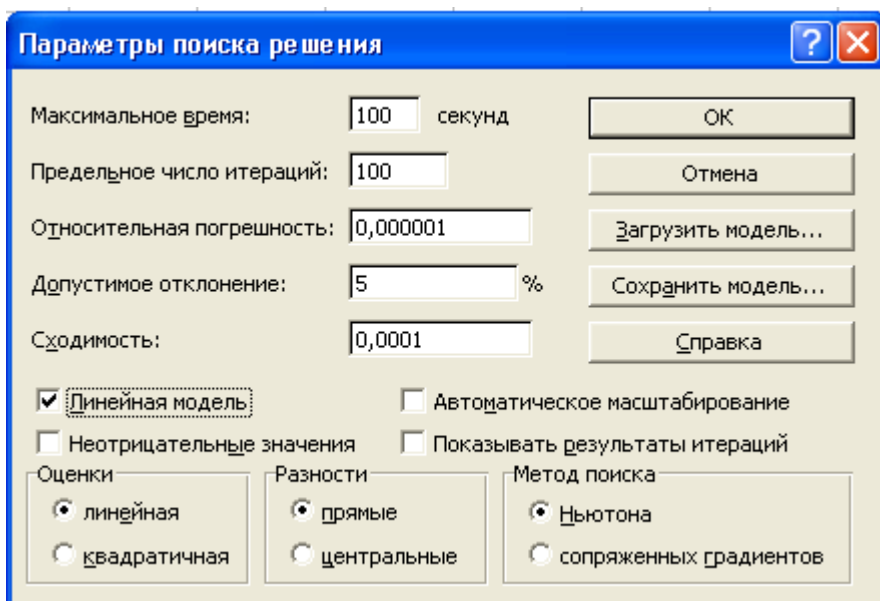 Параметры поиска решения
Максимальное время: 100 секунд ОК
Предельное число итераций: 100 Отмена
Относительная погрешность: 0,000001 Загрузить модель...
Допустимое отклонение: 5 % Сохранить модель...
Сходимость: 0,0001 Справка
Линейная модель Автоматическое масштабирование
Неотрицательные значения Показывать результаты итераций
Оценки Разности Метод поиска
линейная прямые Ньютона
квадратичная центральные сопряженных градиентов